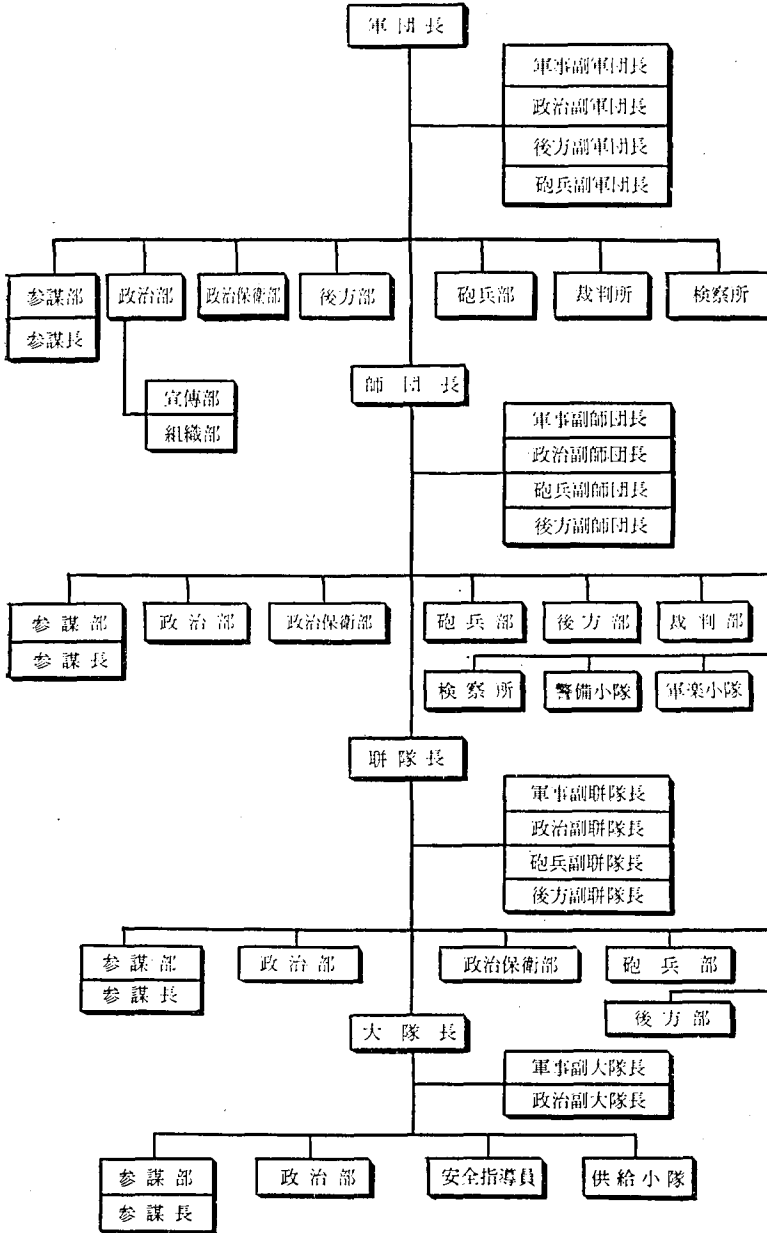 軍団長
軍事副軍団長
政治副軍団長
後方副軍団長
砲兵副軍団長
参謀部
参謀長
政治部
政治保衛部
後方部
砲兵部
裁判所
検察所
宣傳部
組織部
師団長
軍事副師団長
政治副師団長
砲兵副師団長
後方副師団長
参謀部
参謀長
政治部
政治保衛部
砲兵部
後方部
裁判部
検察所
警備小隊
軍楽小隊
聨隊長
軍事副聨隊長
政治副聨隊長
砲兵副聨隊長
後方副聨隊長
参謀部
参謀長
政治部
政治保衛部
砲兵部
後方部
大隊長
軍事副大隊長
政治副大隊長
参謀部
参謀長
政治部
安全指導員
供給小隊